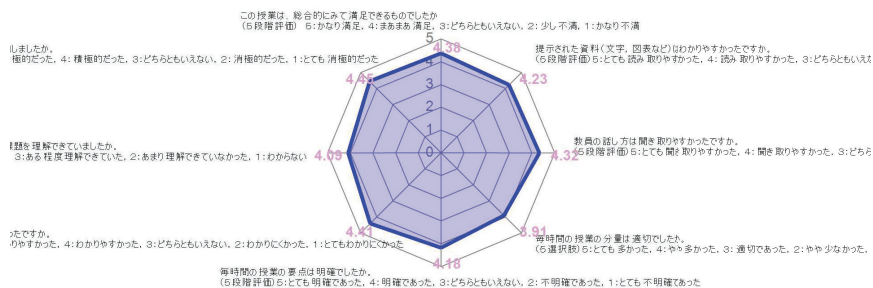 この授業は、総合的にみて満足できるものでしたか
(5段階評価) 5:かなり満足, 4:まあまあ満足, 3:どちらともいえない, 2:少し不満, 1:かなり不満
4.38
5
4
3
2
1
0
提示された資料(文字, 図表など)はわかりやすかったですか。
(5段階評価)5:とても読み取りやすかった, 4:読み取りやすかった, 3:どちらともいえな
4.23
教員の話し方は聞き取りやすかったですか。
(5段階評価)5:とても聞き取りやすかった, 4:聞き取りやすかった, 3:どちら
4.32
毎時間の授業の分量は適切でしたか。
(5選択肢)5:とても多かった, 4:やや多かった, 3:適切であった, 2:やや少なかった,
3.91
毎時間の授業の要点は明確でしたか。
(5段階評価)5:とても明確であった, 4:明確であった, 3:どちらともいえない, 2:不明確であった, 1:とても不明確であった
4.18
ったですか。
りやすかった, 4:わかりやすかった, 3:どちらともいえない, 2:わかりにくかった, 1:とてもわかりにくかった
4.41
題を理解できていましたか。
3:ある程度理解できていた, 2:あまり理解できていなかった, 1:わからない
4.09
しましたか。
極的だった, 4:積極的だった, 3:どちらともいえない, 2:消極的だった, 1:とても消極的だった
4.45